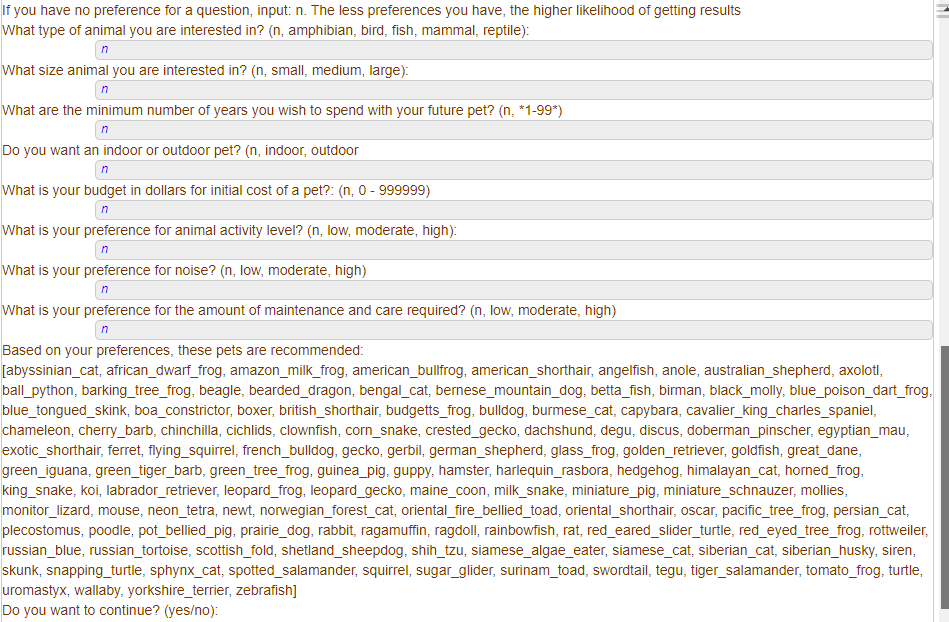 If you have no preference for a question, input: n. The less preferences you have, the higher likelihood of getting results
What type of animal you are interested in? (n, amphibian, bird, fish, mammal, reptile):
n
What size animal you are interested in? (n, small, medium, large):
n
What are the minimum number of years you wish to spend with your future pet? (n, *1-99*)
n
Do you want an indoor or outdoor pet? (n, indoor, outdoor
n
What is your budget in dollars for initial cost of a pet?: (n, 0 - 999999)
n
What is your preference for animal activity level? (n, low, moderate, high):
n
What is your preference for noise? (n, low, moderate, high)
n
What is your preference for the amount of maintenance and care required? (n, low, moderate, high)
n
Based on your preferences, these pets are recommended:
[abyssinian_cat, african_dwarf_frog, amazon_milk_frog, american_bullfrog, american_shorthair, angelfish, anole, australian_shepherd, axolotl,
ball_python, barking_tree_frog, beagle, bearded_dragon, bengal_cat, bernese_mountain_dog, betta_fish, birman, black_molly, blue_poison_dart_frog,
blue_tongued_skink, boa_constrictor, boxer, british_shorthair, budgetts_frog, bulldog, burmese_cat, capybara, cavalier_king_charles_spaniel,
chameleon, cherry_barb, chinchilla, cichlids, clownfish, corn_snake, crested_gecko, dachshund, degu, discus, doberman_pinscher, egyptian_mau,
exotic_shorthair, ferret, flying_squirrel, french_bulldog, gecko, gerbil, german_shepherd, glass_frog, golden_retriever, goldfish, great_dane,
green_iguana, green_tiger_barb, green_tree_frog, guinea_pig, guppy, hamster, harlequin_rasbora, hedgehog, himalayan_cat, horned_frog,
king_snake, koi, labrador_retriever, leopard_frog, leopard_gecko, maine_coon, milk_snake, miniature_pig, miniature_schnauzer, mollies,
monitor_lizard, mouse, neon_tetra, newt, norwegian_forest_cat, oriental_fire_bellied_toad, oriental_shorthair, oscar, pacific_tree_frog, persian_cat,
plecostomus, poodle, pot_bellied_pig, prairie_dog, rabbit, ragamuffin, ragdoll, rainbowfish, rat, red_eared_slider_turtle, red_eyed_tree_frog, rottweiler,
russian_blue, russian_tortoise, scottish_fold, shetland_sheepdog, shih_tzu, siamese_algae_eater, siamese_cat, siberian_cat, siberian_husky, siren,
skunk, snapping_turtle, sphynx_cat, spotted_salamander, squirrel, sugar_glider, surinam_toad, swordtail, tegu, tiger_salamander, tomato_frog, turtle,
uromastyx, wallaby, yorkshire_terrier, zebrafish]
Do you want to continue? (yes/no):